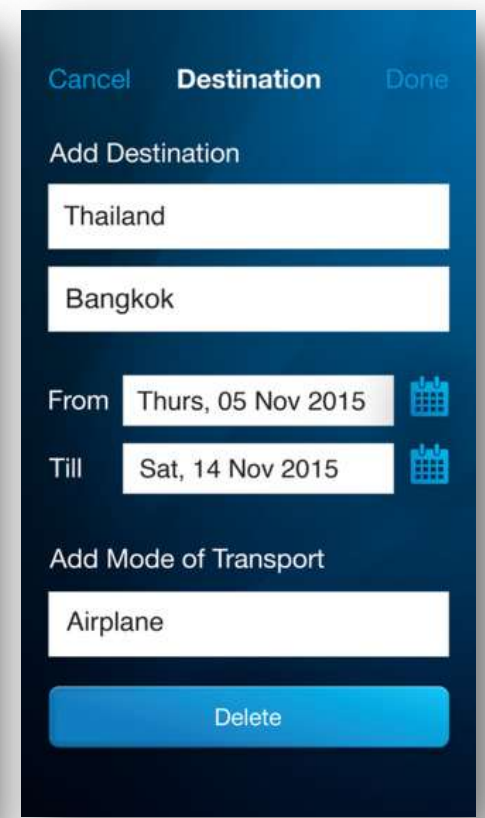 Cancel Destination Done
Add Destination
Thailand
Bangkok
From Thurs, 05 Nov 2015
Till Sat, 14 Nov 2015
Add Mode of Transport
Airplane
Delete